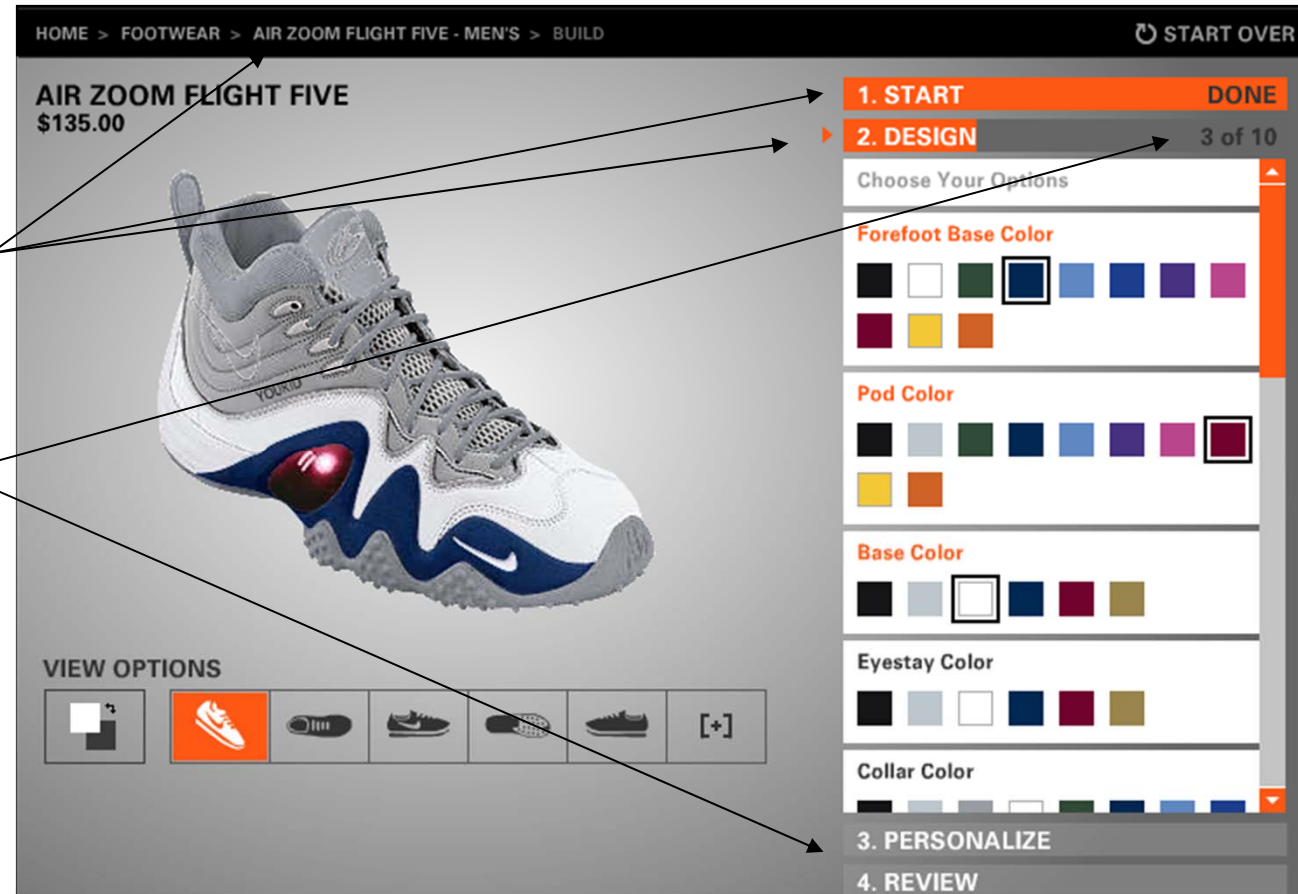 HOME > FOOTWEAR > AIR ZOOM FLIGHT FIVE - MEN'S > BUILD
START OVER
AIR ZOOM FLIGHT FIVE
$135.00
YOURID
VIEW OPTIONS
[+]
1. START DONE
2. DESIGN 3 of 10
Choose Your Options
Forefoot Base Color
Pod Color
Base Color
Eyestay Color
Collar Color
3. PERSONALIZE
4. REVIEW